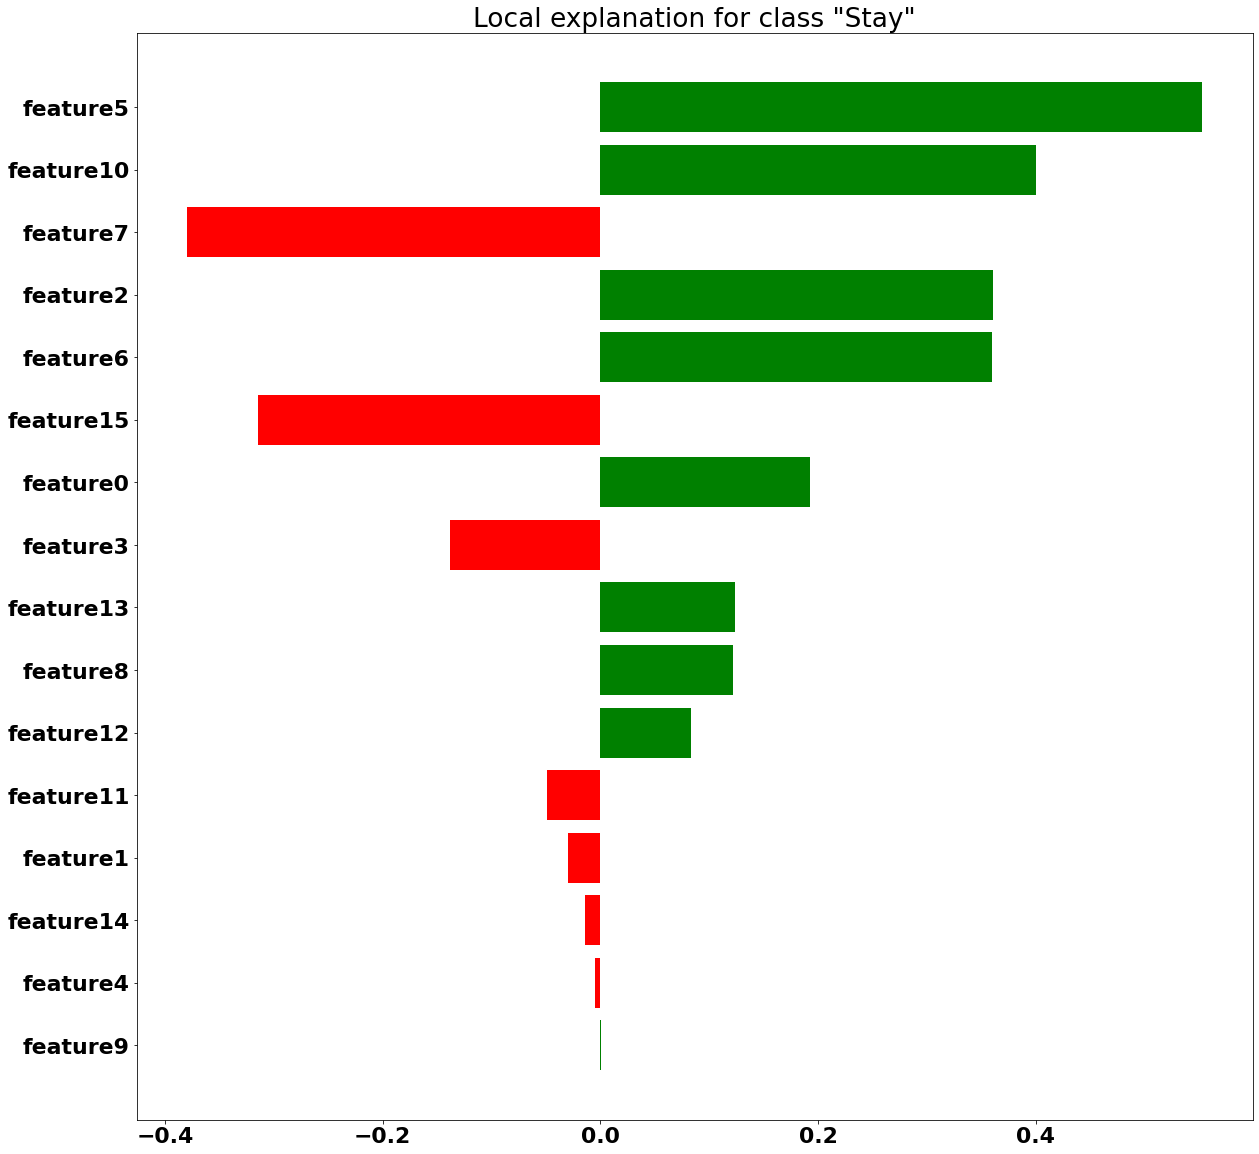 Local explanation for class "Stay"
feature5
feature10
feature7
feature2
feature6
feature15
feature0
feature3
feature13
feature8
feature12
feature11
feature1
feature14
feature4
feature9
−0.4 −0.2 0.0 0.2 0.4